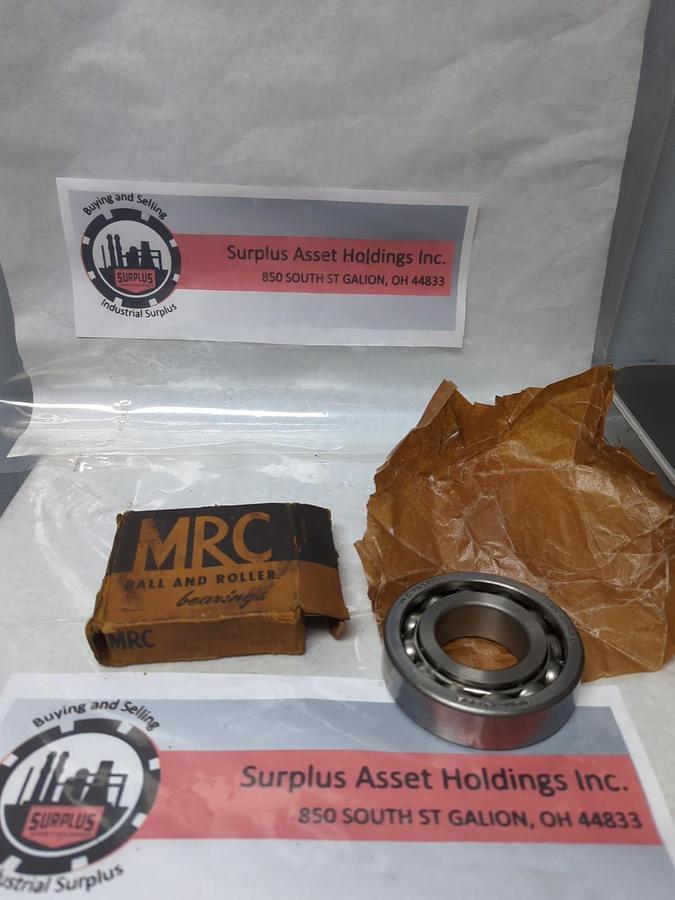 Buying and Selling
SURPLUS
Industrial Surplus
Surplus Asset Holdings Inc.
850 SOUTH ST GALION, OH 44833
MRC
BALL AND ROLLER
bearings
MRC
Buying and Selling
SURPLUS
Industrial Surplus
Surplus Asset Holdings Inc.
850 SOUTH ST GALION, OH 44833